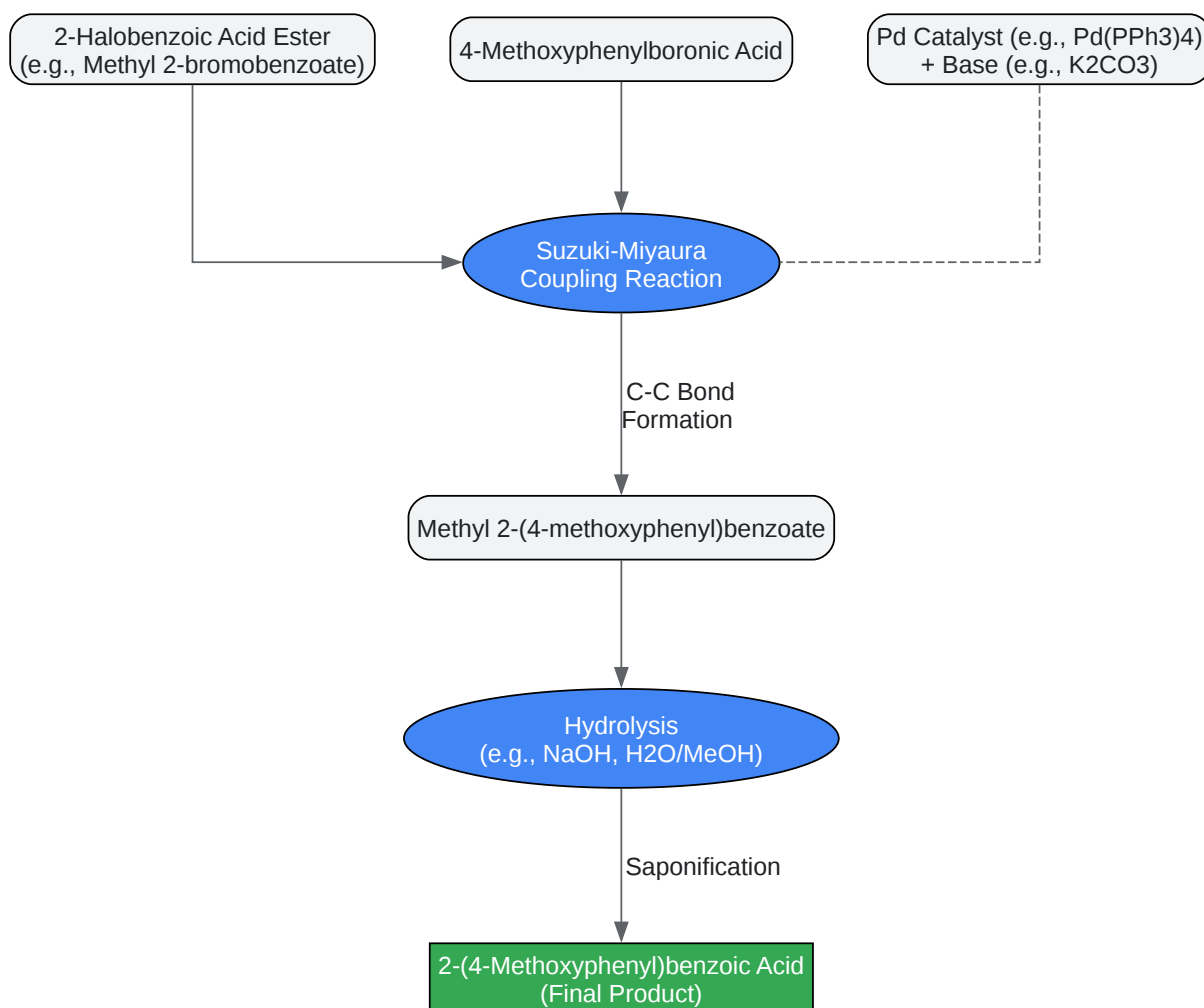 2-Halobenzoic Acid Ester
(e.g., Methyl 2-bromobenzoate)
4-Methoxyphenylboronic Acid
Pd Catalyst (e.g., Pd(PPh3)4)
+ Base (e.g., K2CO3)
Suzuki-Miyaura
Coupling Reaction
C-C Bond
Formation
Methyl 2-(4-methoxyphenyl)benzoate
Hydrolysis
(e.g., NaOH, H2O/MeOH)
Saponification
2-(4-Methoxyphenyl)benzoic Acid
(Final Product)